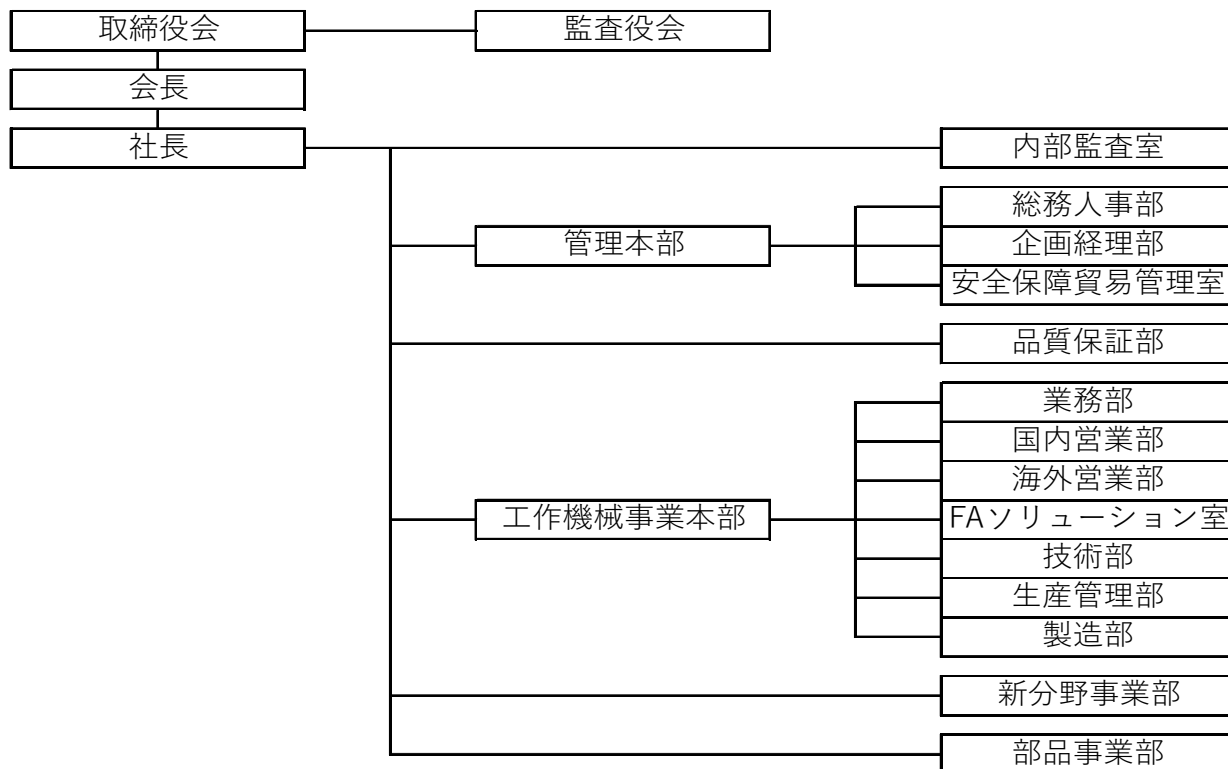 取締役会
監査役会
会長
社長
内部監査室
管理本部
総務人事部
企画経理部
安全保障貿易管理室
品質保証部
工作機械事業本部
業務部
国内営業部
海外営業部
FAソリューション室
技術部
生産管理部
製造部
新分野事業部
部品事業部